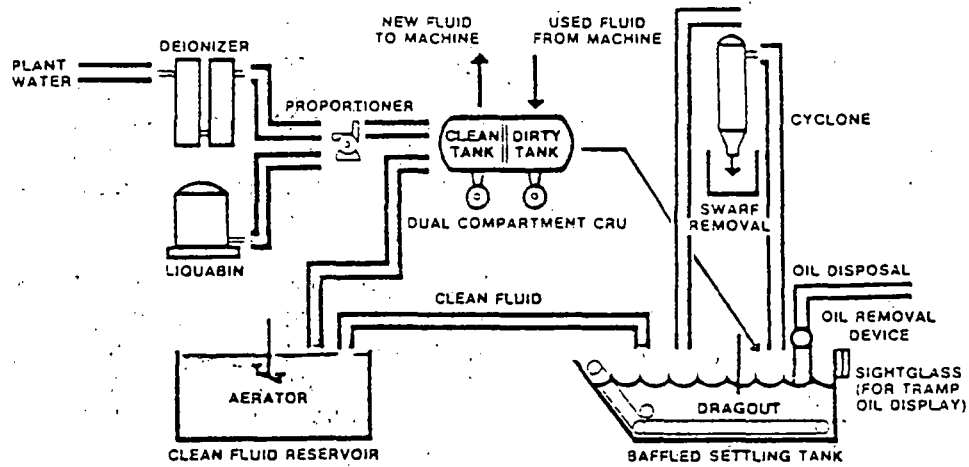 NEW FLUID
TO MACHINE
USED FLUID
FROM MACHINE
DEIONIZER
PLANT
WATER
PROPORTIONER
CLEAN
TANK
DIRTY
TANK
CYCLONE
SWARF
REMOVAL
DUAL COMPARTMENT CRU
LIQUABIN
OIL DISPOSAL
CLEAN FLUID
OIL REMOVAL
DEVICE
SIGHTGLASS
(FOR TRAMP
OIL DISPLAY)
AERATOR
DRAGOUT
CLEAN FLUID RESERVOIR
BAFFLED SETTLING TANK